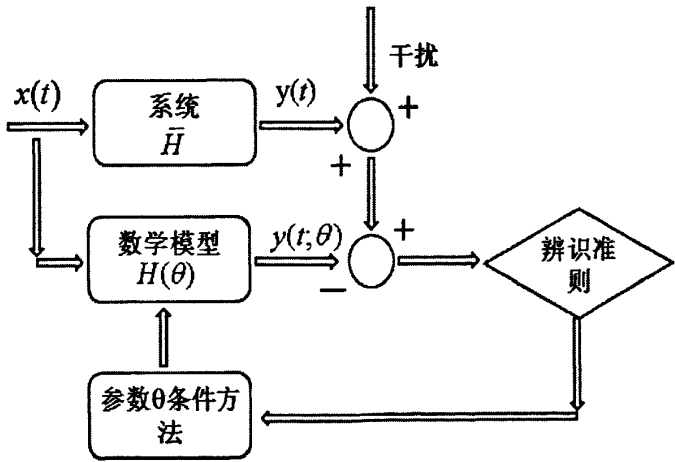 干扰
x(t)
系统
H̅
y(t)
+
+
数学模型
H(θ)
y(t;θ)
+
−
辨识准
则
参数θ条件方
法